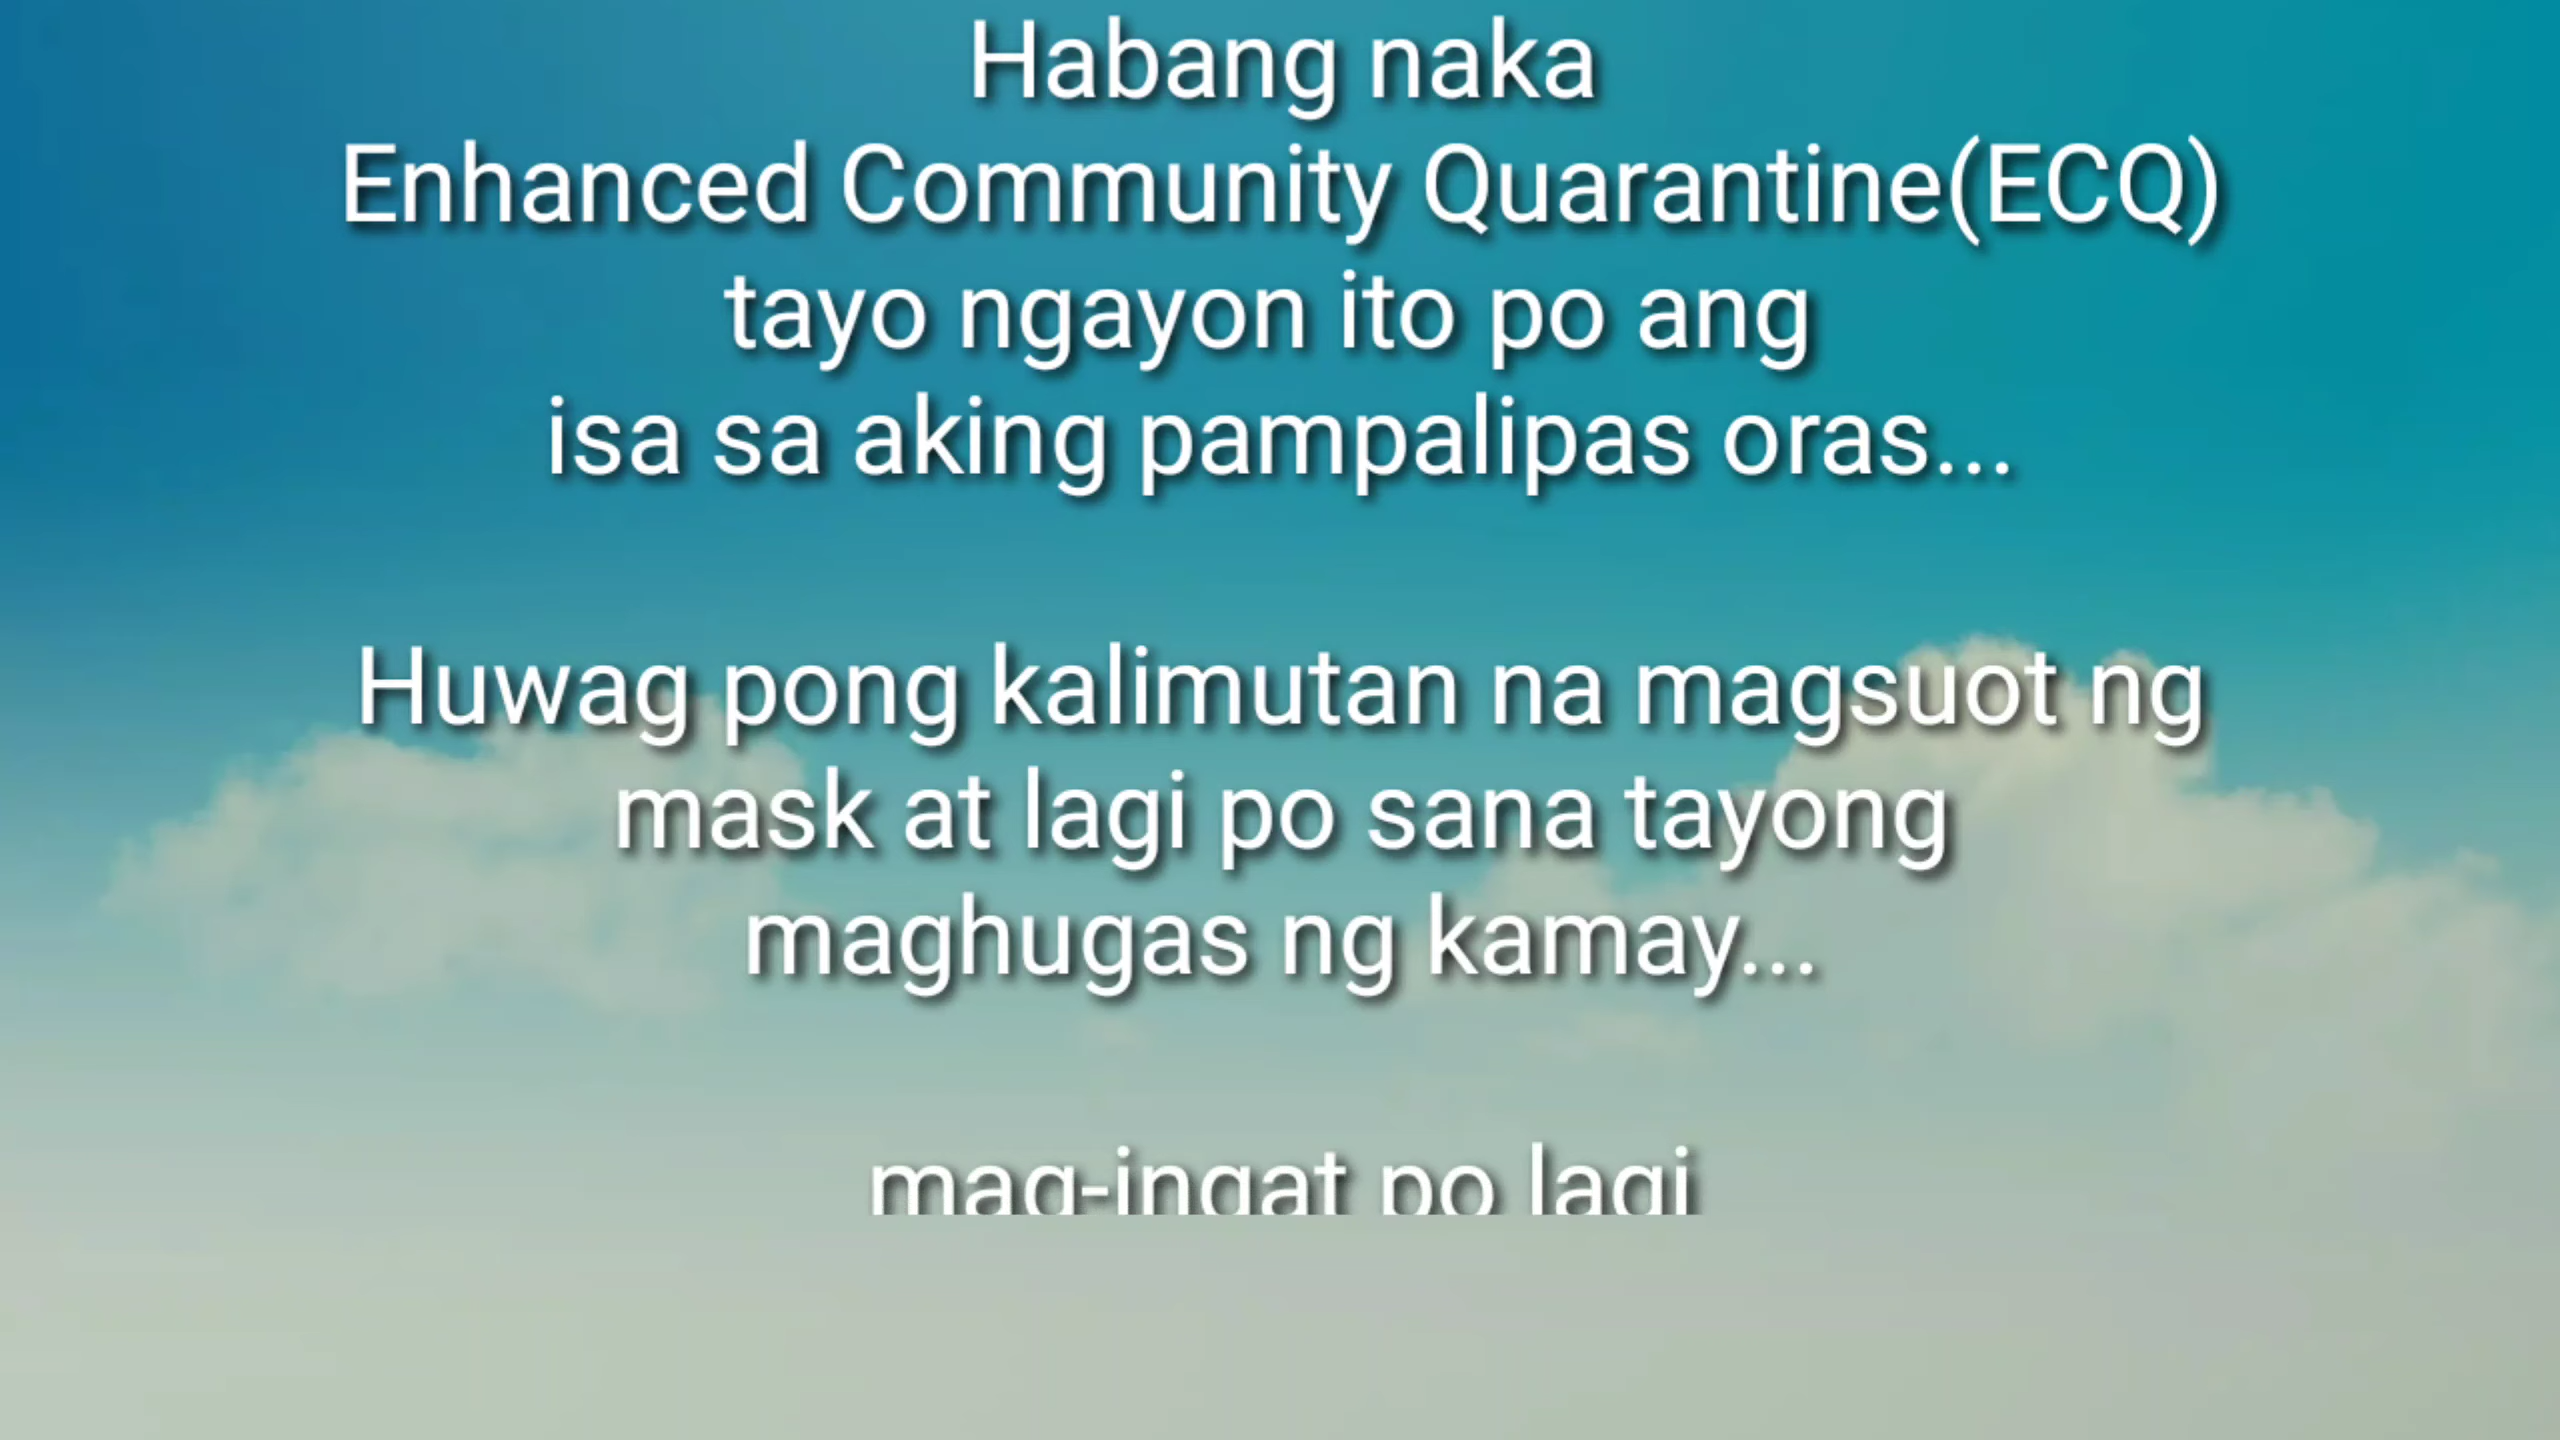 Habang naka
Enhanced Community Quarantine(ECQ)
tayo ngayon ito po ang
isa sa aking pampalipas oras...
Huwag pong kalimutan na magsuot ng
mask at lagi po sana tayong
maghugas ng kamay...
mag-ingat po lagi